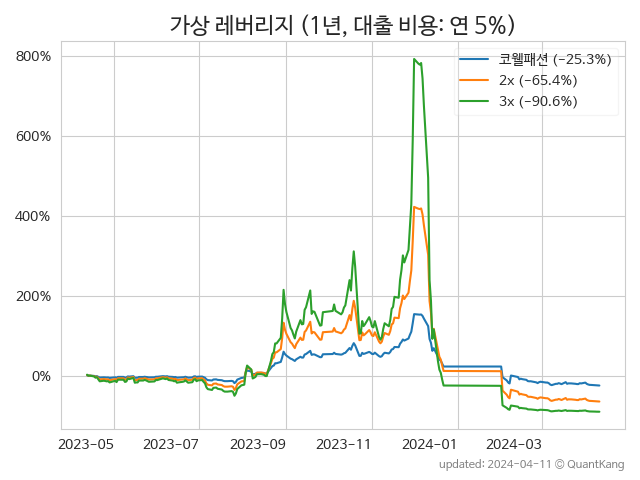 가상 레버리지 (1년, 대출 비용: 연 5%)
800%
600%
400%
200%
0%
코웰패션 (-25.3%)
2x (-65.4%)
3x (-90.6%)
2023-05 2023-07 2023-09 2023-11 2024-01 2024-03
updated: 2024-04-11 © QuantKang